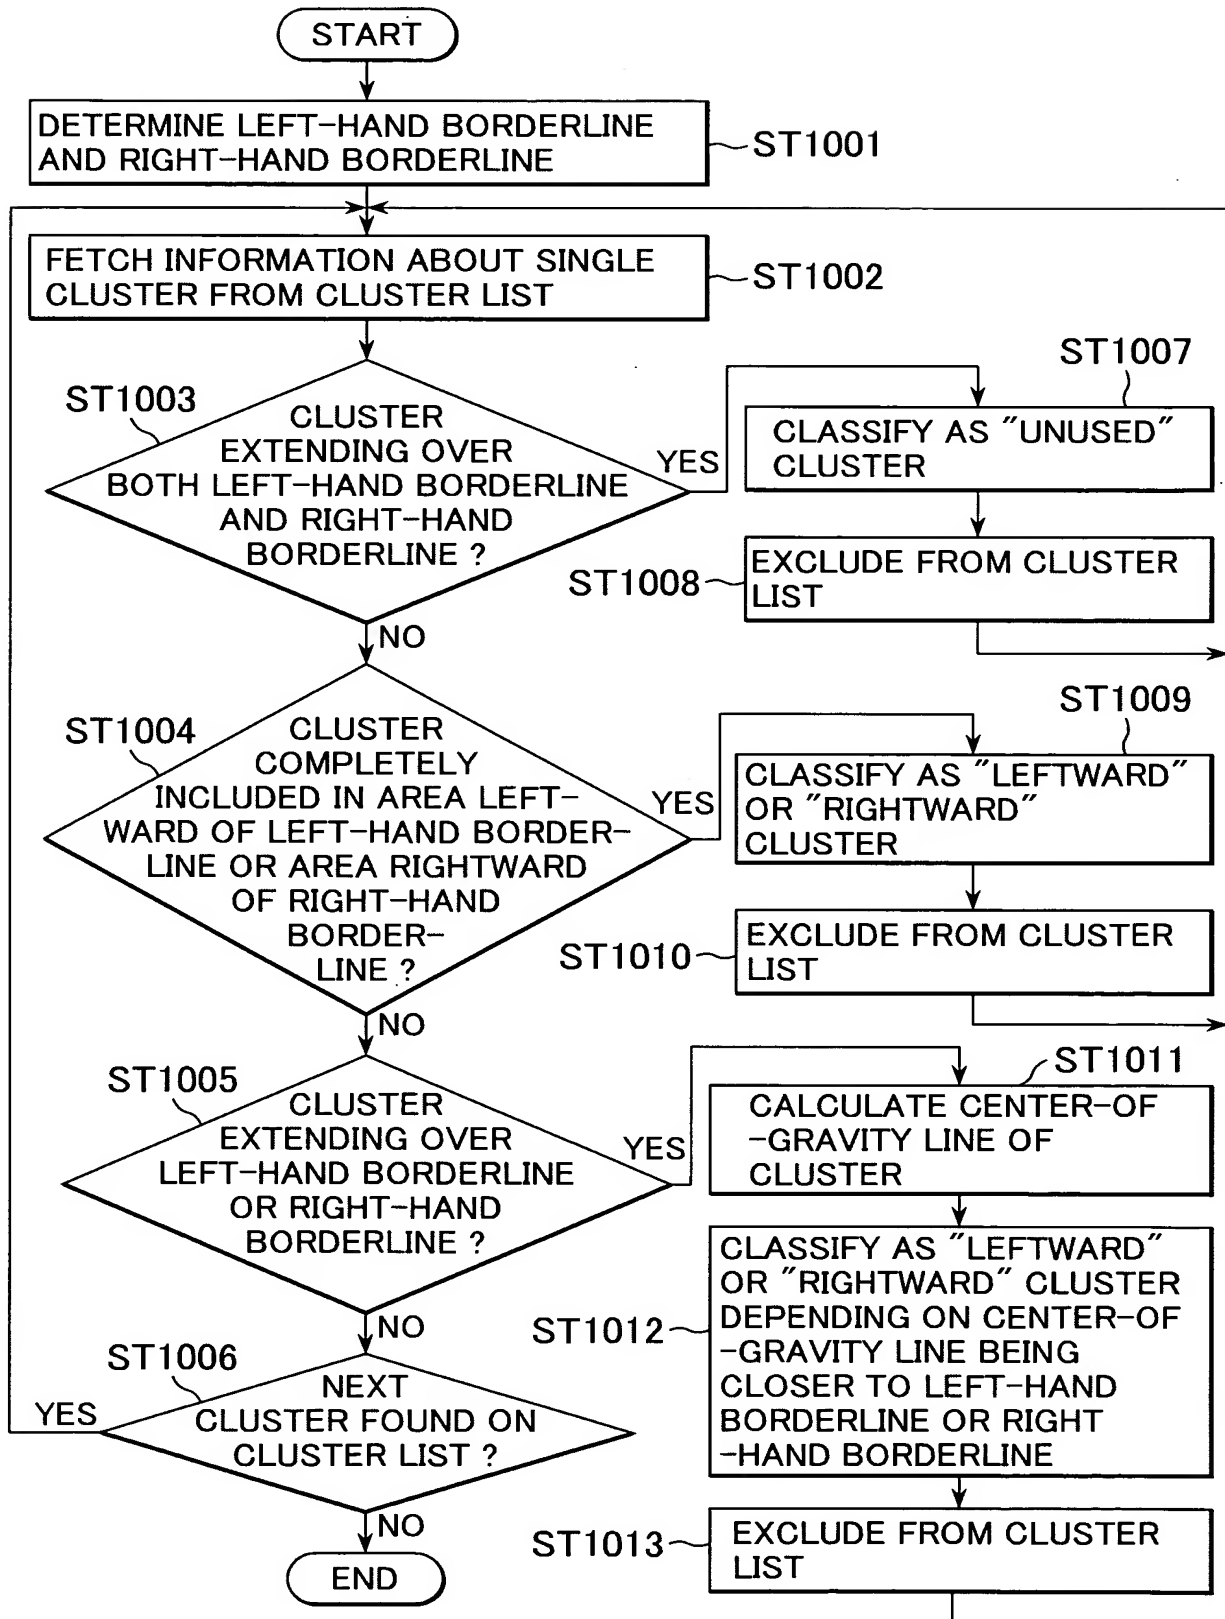 START
DETERMINE LEFT-HAND BORDERLINE
AND RIGHT-HAND BORDERLINE
ST1001
FETCH INFORMATION ABOUT SINGLE
CLUSTER FROM CLUSTER LIST
ST1002
ST1003
CLUSTER
EXTENDING OVER
BOTH LEFT-HAND BORDERLINE
AND RIGHT-HAND
BORDERLINE ?
YES
NO
ST1007
CLASSIFY AS "UNUSED"
CLUSTER
ST1008
EXCLUDE FROM CLUSTER
LIST
ST1004
CLUSTER
COMPLETELY
INCLUDED IN AREA LEFT-
WARD OF LEFT-HAND BORDER-
LINE OR AREA RIGHTWARD
OF RIGHT-HAND
BORDER-
LINE ?
YES
NO
ST1009
CLASSIFY AS "LEFTWARD"
OR "RIGHTWARD"
CLUSTER
ST1010
EXCLUDE FROM CLUSTER
LIST
ST1005
CLUSTER
EXTENDING OVER
LEFT-HAND BORDERLINE
OR RIGHT-HAND
BORDERLINE ?
YES
NO
ST1011
CALCULATE CENTER-OF
-GRAVITY LINE OF
CLUSTER
ST1012
CLASSIFY AS "LEFTWARD"
OR "RIGHTWARD" CLUSTER
DEPENDING ON CENTER-OF
-GRAVITY LINE BEING
CLOSER TO LEFT-HAND
BORDERLINE OR RIGHT
-HAND BORDERLINE
ST1006
NEXT
CLUSTER FOUND ON
CLUSTER LIST ?
YES
NO
ST1013
EXCLUDE FROM CLUSTER
LIST
END